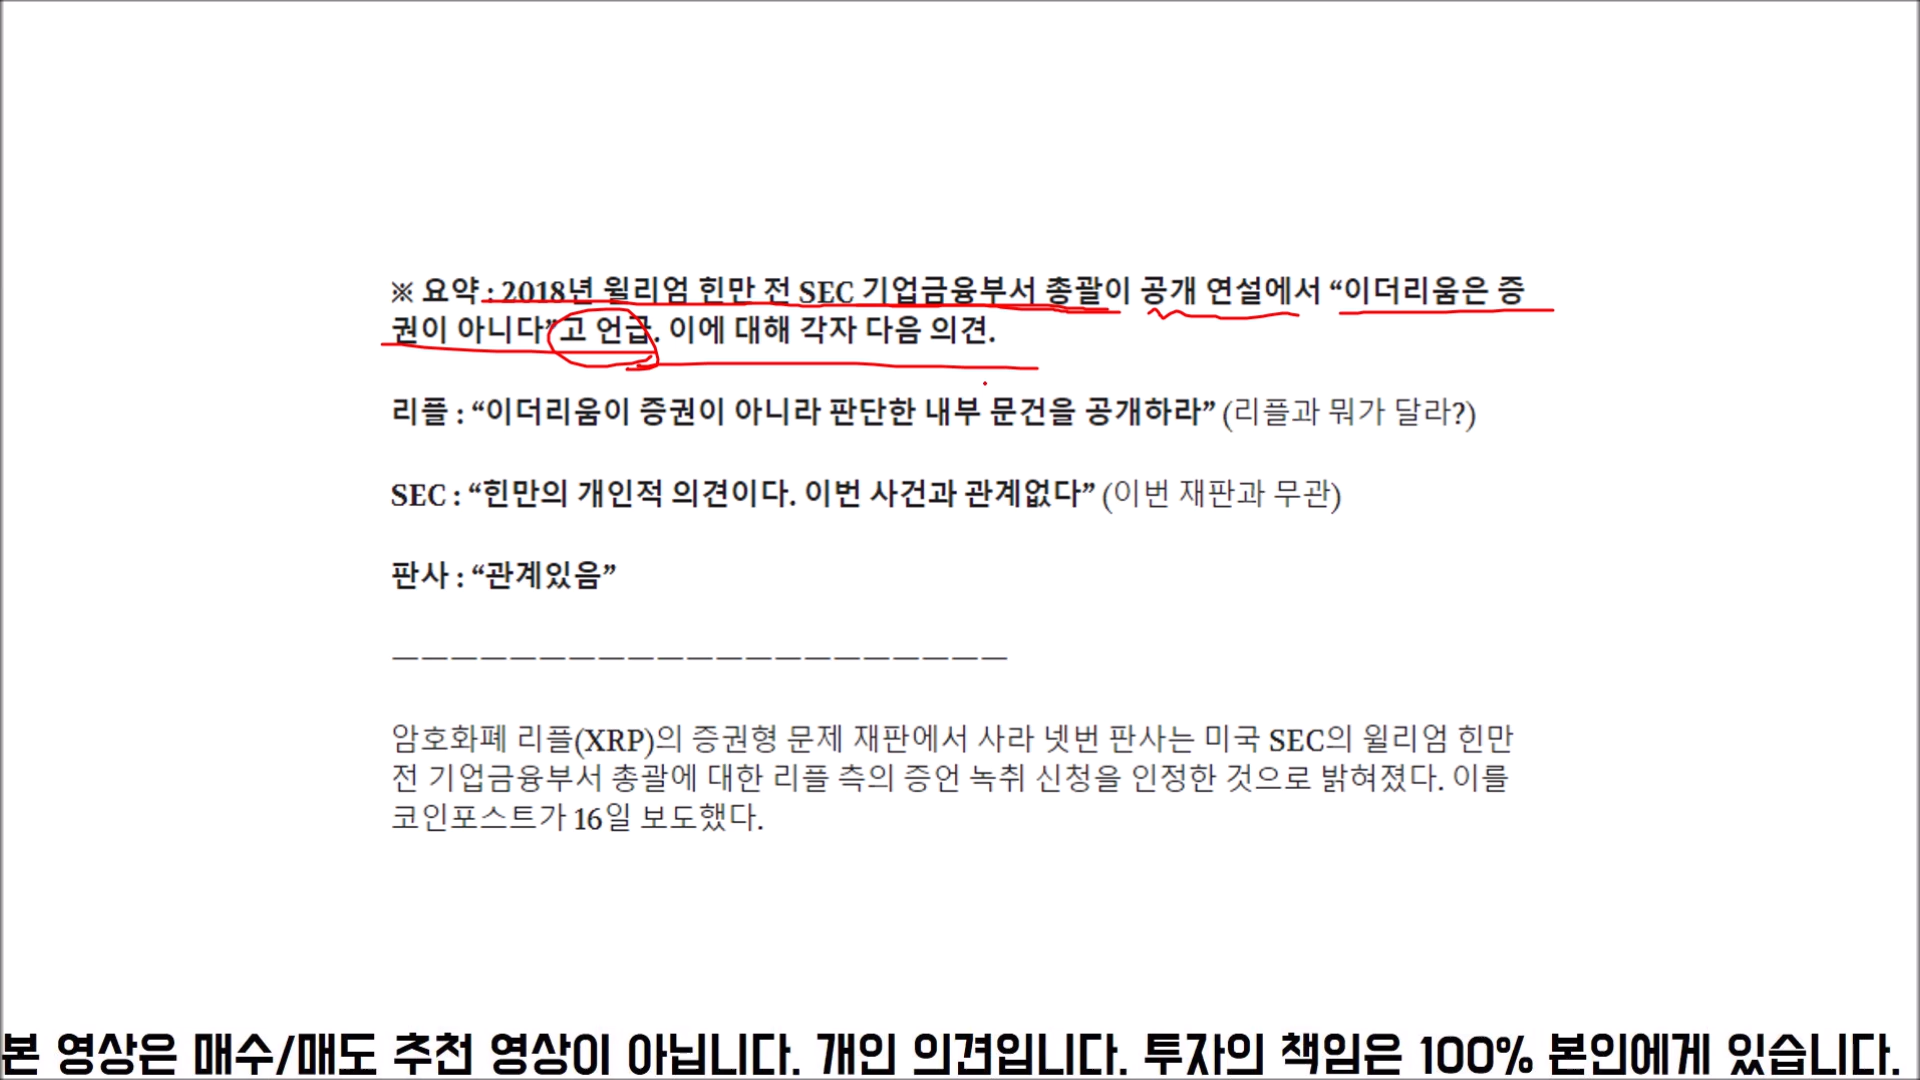 ※ 요약 : 2018년 윌리엄 힌만 전 SEC 기업금융부서 총괄이 공개 연설에서 “이더리움은 증
권이 아니다”고 언급. 이에 대해 각자 다음 의견.
리플 : “이더리움이 증권이 아니라 판단한 내부 문건을 공개하라” (리플과 뭐가 달라?)
SEC : “힌만의 개인적 의견이다. 이번 사건과 관계없다” (이번 재판과 무관)
판사 : “관계있음”
—————————————————————
암호화폐 리플(XRP)의 증권형 문제 재판에서 사라 넷번 판사는 미국 SEC의 윌리엄 힌만
전 기업금융부서 총괄에 대한 리플 측의 증언 녹취 신청을 인정한 것으로 밝혀졌다. 이를
코인포스트가 16일 보도했다.
본 영상은 매수/매도 추천 영상이 아닙니다. 개인 의견입니다. 투자의 책임은 100% 본인에게 있습니다.